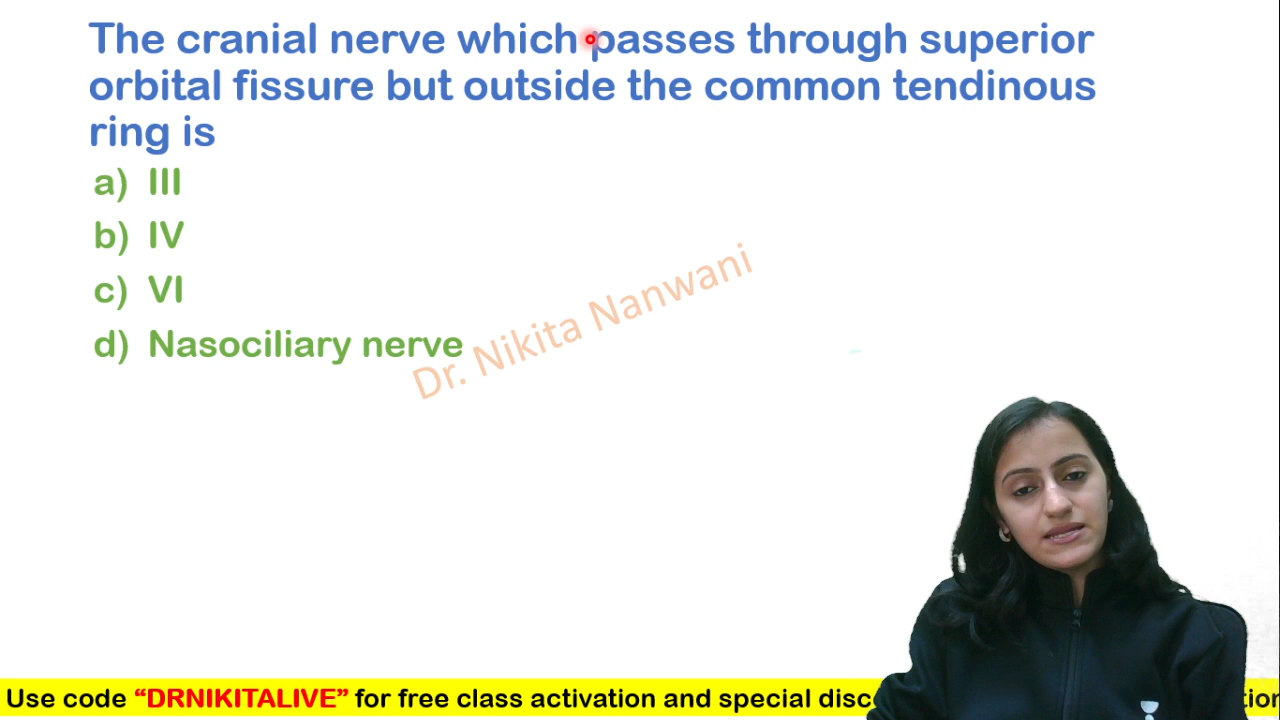 The cranial nerve which passes through superior
orbital fissure but outside the common tendinous
ring is
a) III
b) IV
c) VI
d) Nasociliary nerve
Dr. Nikita Nanwani
Use code “DRNIKITALIVE” for free class activation and special